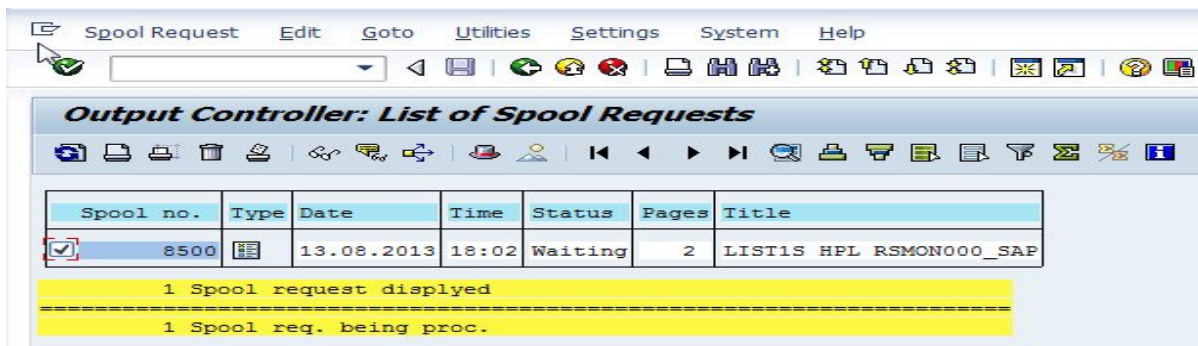 Spool Request Edit Goto Utilities Settings System Help
Output Controller: List of Spool Requests
Spool no. Type Date Time Status Pages Title
8500 13.08.2013 18:02 Waiting 2 LIST1S HPL RSMON000_SAP
1 Spool request displyed
1 Spool req. being proc.